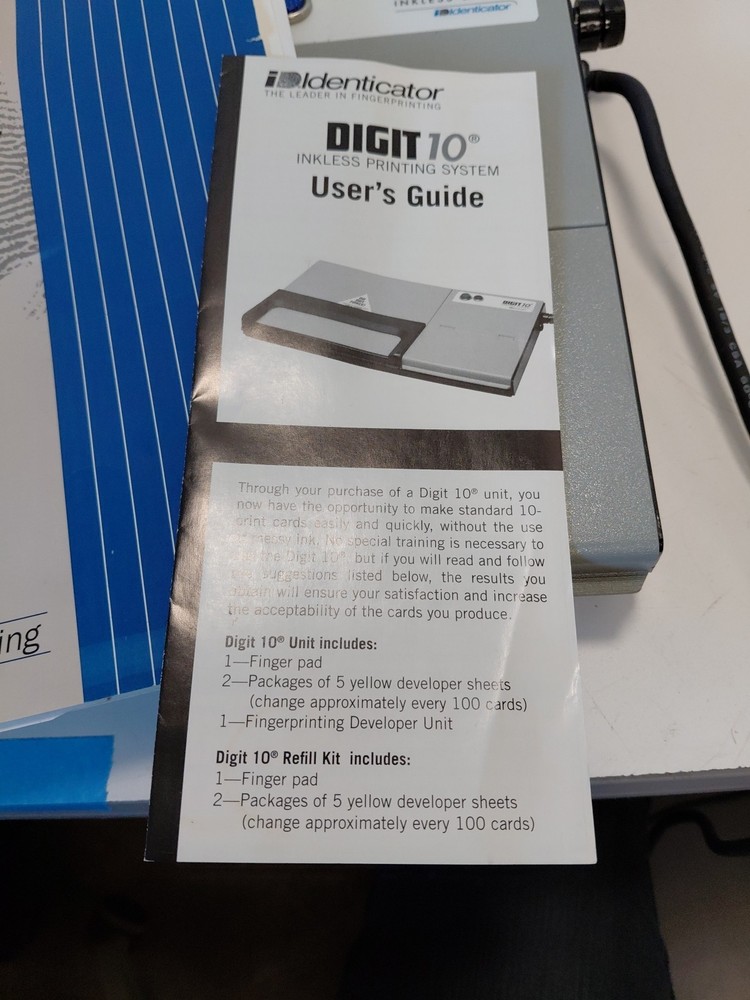 INKLESS
iDIdenticator
iDIdenticator
THE LEADER IN FINGERPRINTING
DIGIT 10®
INKLESS PRINTING SYSTEM
User's Guide
DIGIT 10®
Through your purchase of a Digit 10® unit, you
now have the opportunity to make standard 10-
print cards easily and quickly, without the use
of messy ink. No special training is necessary to
the Digit 10® but if you will read and follow
the suggestions listed below, the results you
obtain will ensure your satisfaction and increase
the acceptability of the cards you produce.
Digit 10® Unit includes:
1—Finger pad
2—Packages of 5 yellow developer sheets
(change approximately every 100 cards)
1—Fingerprinting Developer Unit
Digit 10® Refill Kit includes:
1—Finger pad
2—Packages of 5 yellow developer sheets
(change approximately every 100 cards)
ing